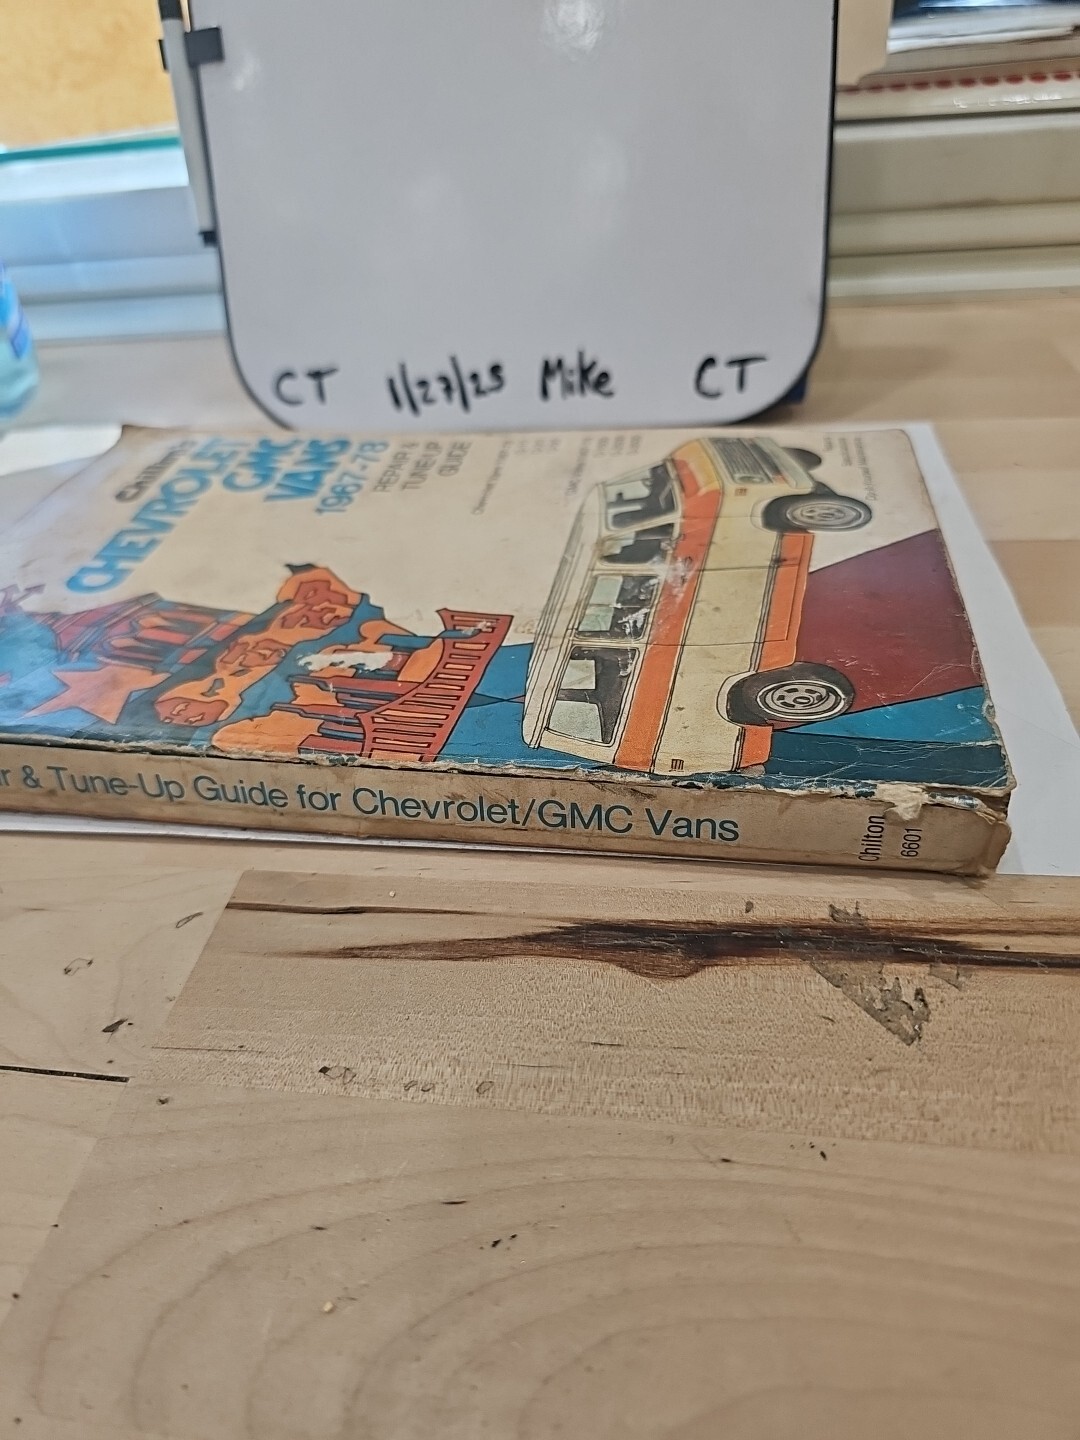 CT 1/27/25 Mike CT
Chilton's
CHEVROLET
GMC
VANS
1967-78
REPAIR &
TUNE-UP
GUIDE
r & Tune-Up Guide for Chevrolet/GMC Vans
Chilton
6601